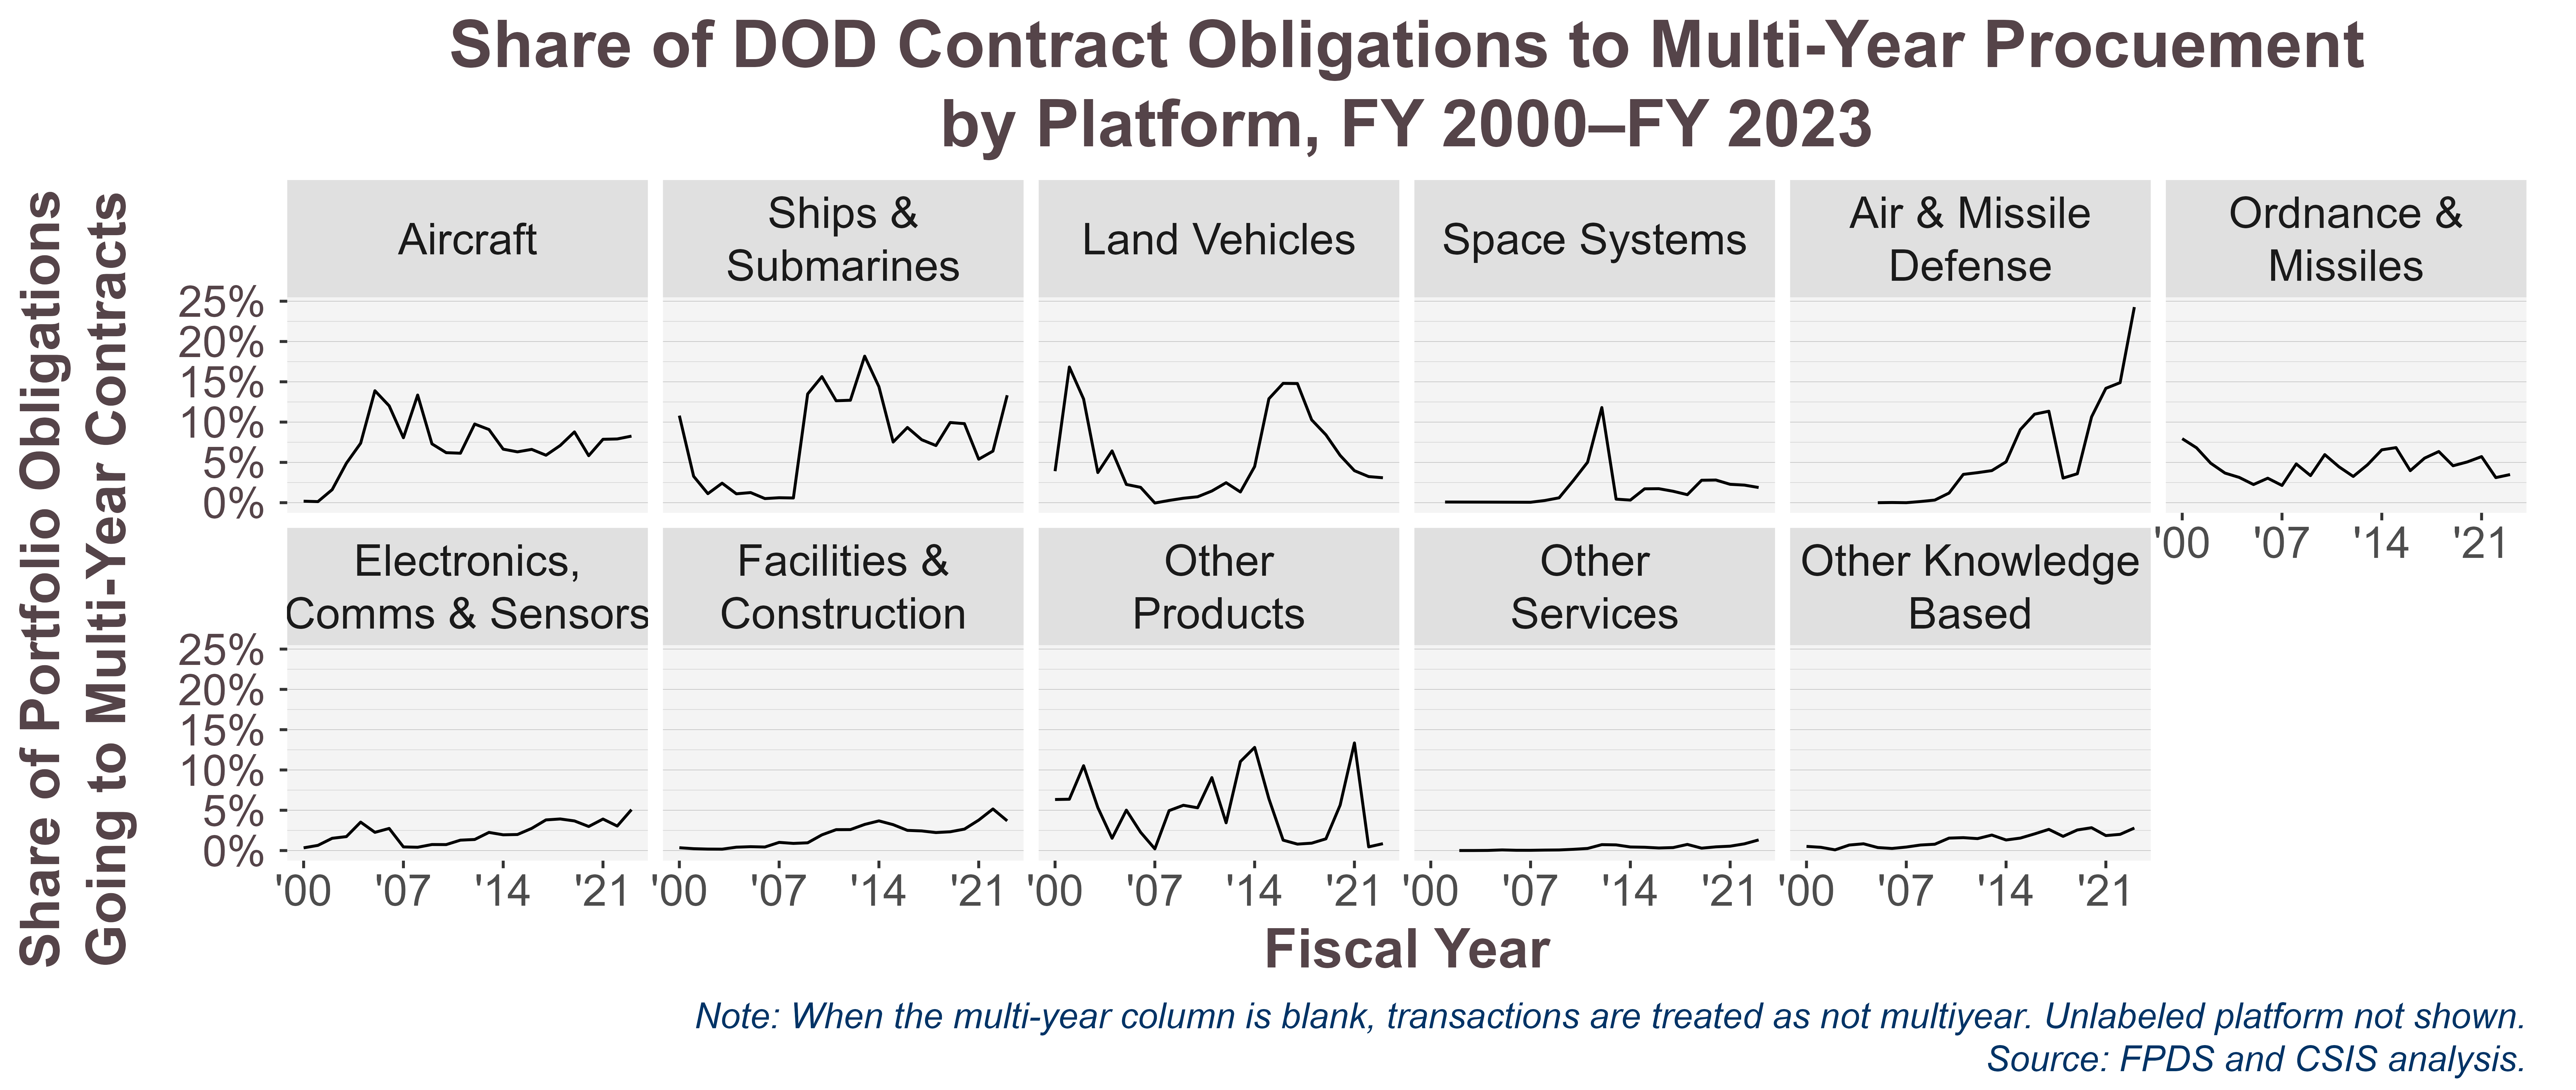 Share of DOD Contract Obligations to Multi-Year Procuement
by Platform, FY 2000–FY 2023
Share of Portfolio Obligations
Going to Multi-Year Contracts
Aircraft
Ships &
Submarines
Land Vehicles
Space Systems
Air & Missile
Defense
Ordnance &
Missiles
25%
20%
15%
10%
5%
0%
'00 '07 '14 '21
Electronics,
Comms & Sensors
Facilities &
Construction
Other
Products
Other
Services
Other Knowledge
Based
25%
20%
15%
10%
5%
0%
'00 '07 '14 '21 '00 '07 '14 '21 '00 '07 '14 '21 '00 '07 '14 '21 '00 '07 '14 '21
Fiscal Year
Note: When the multi-year column is blank, transactions are treated as not multiyear. Unlabeled platform not shown.
Source: FPDS and CSIS analysis.